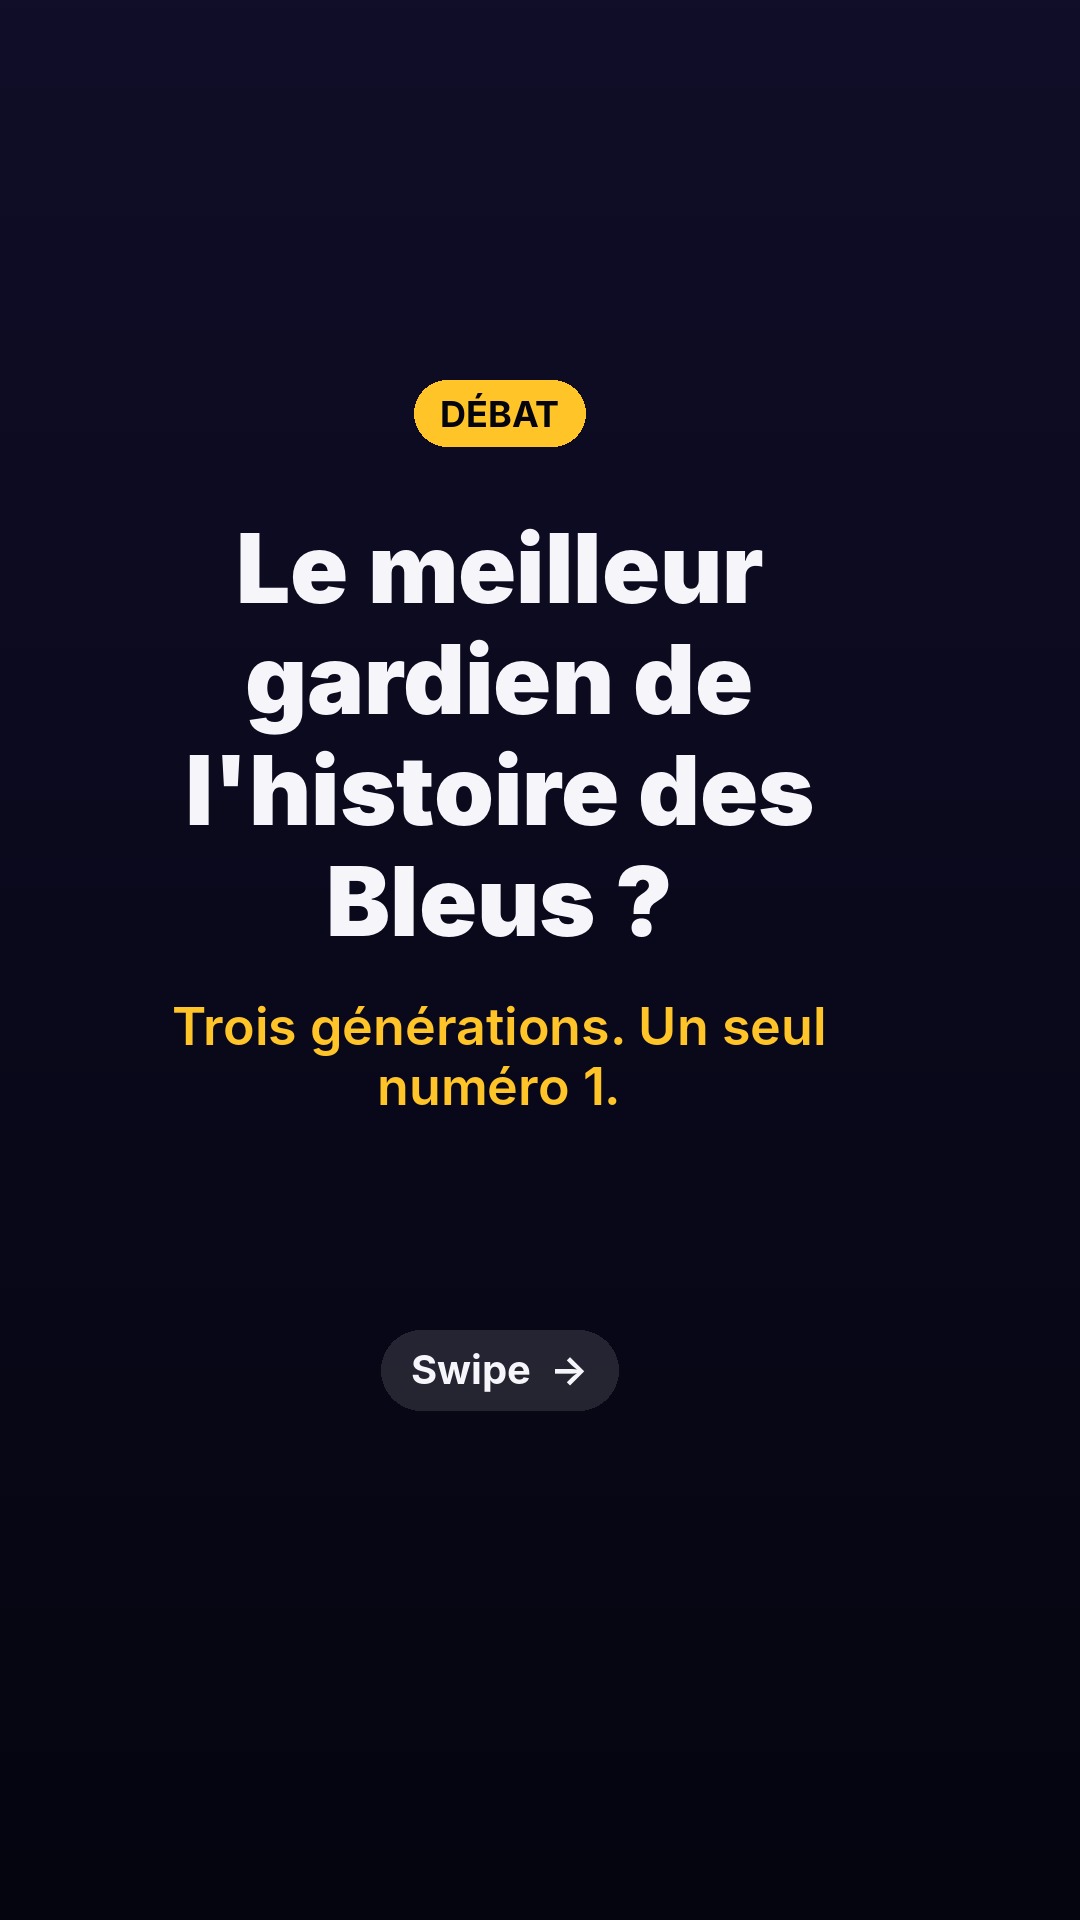 DÉBAT
Le meilleur
gardien de
l'histoire des
Bleus ?
Trois générations. Un seul
numéro 1.
Swipe →